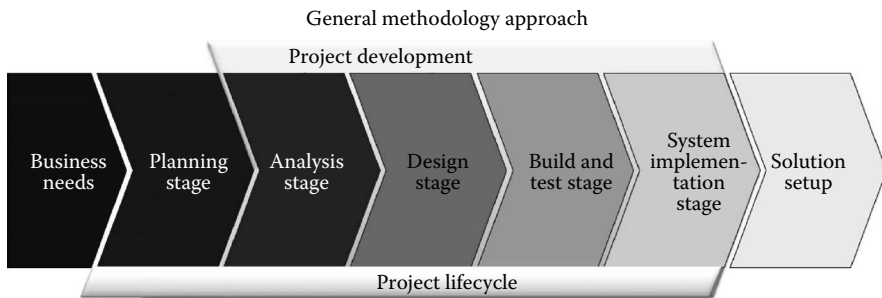 General methodology approach
Project development
Business
needs
Planning
stage
Analysis
stage
Design
stage
Build and
test stage
System
implemen-
tation
stage
Solution
setup
Project lifecycle